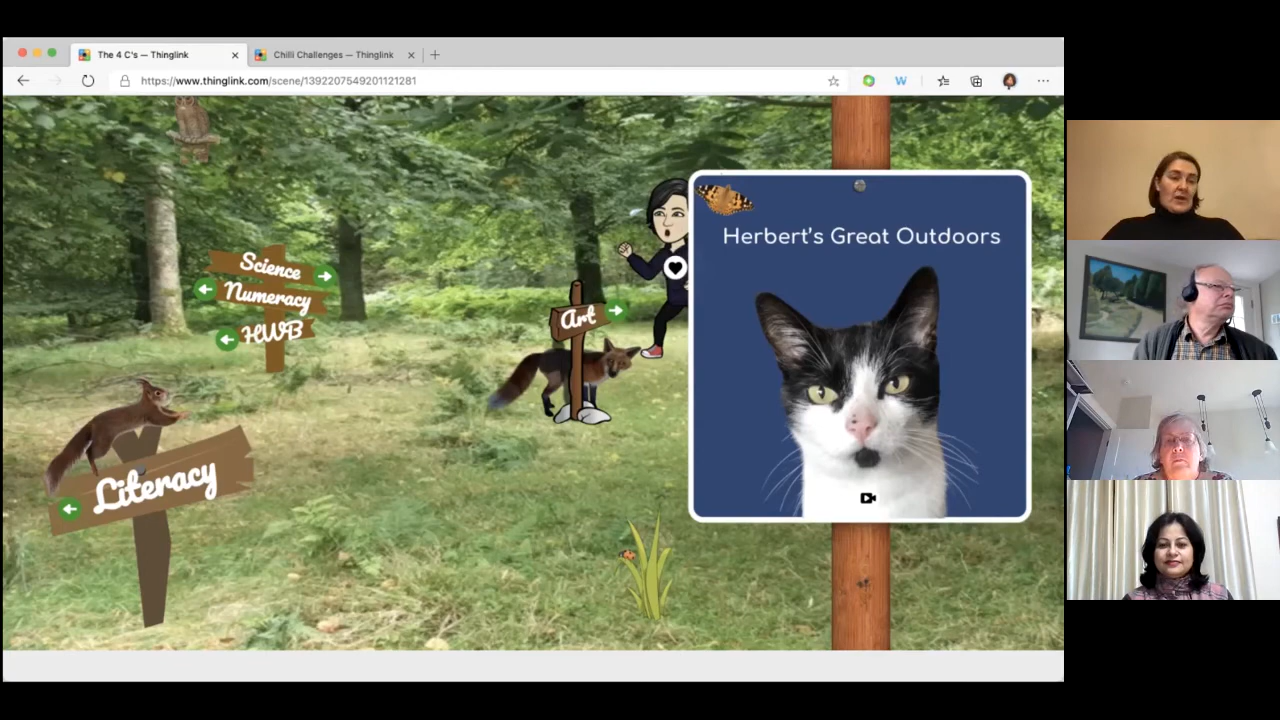 The 4 C's — Thinglink
Chilli Challenges — Thinglink
https://www.thinglink.com/scene/1392207549201121281
W
Herbert's Great Outdoors
Science
Numeracy
HWB
Art
Literacy